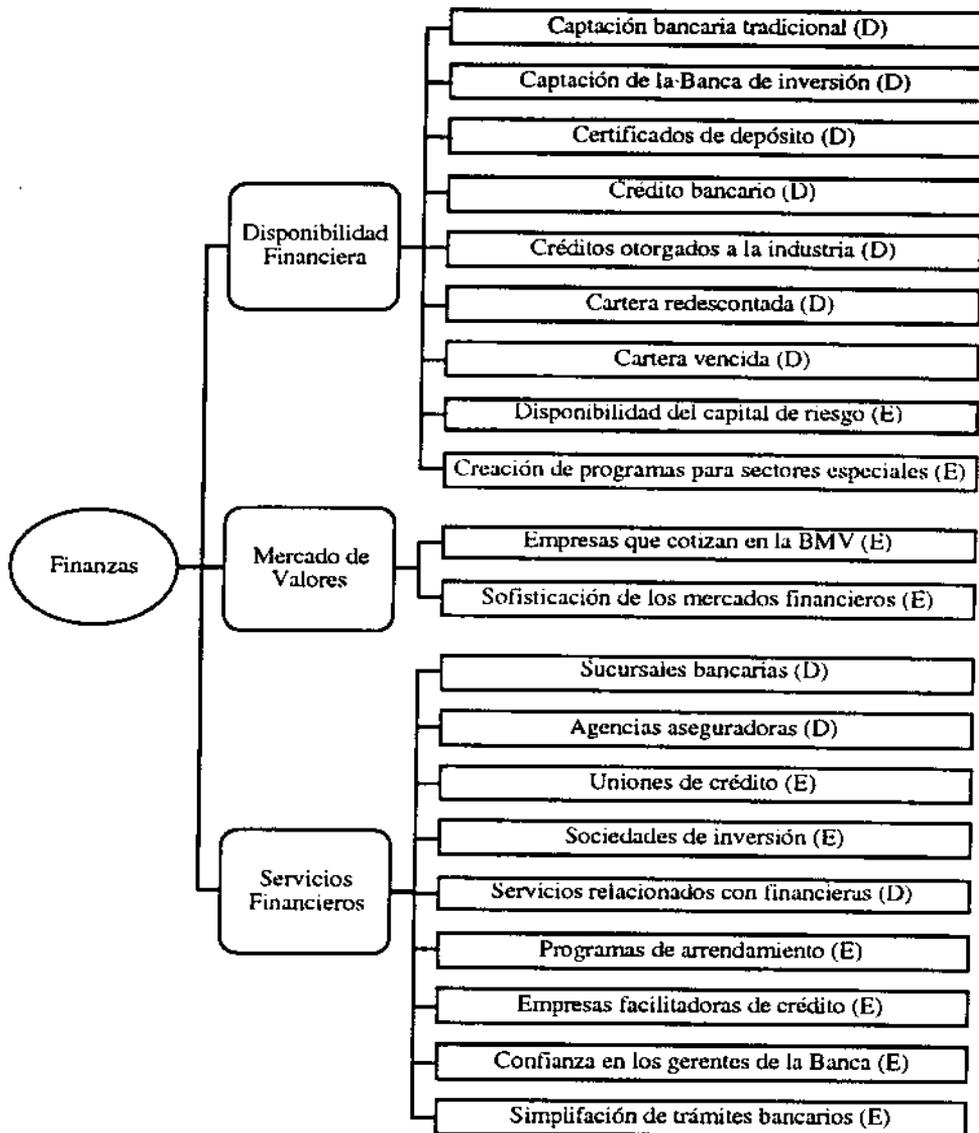 Captación bancaria tradicional (D)
Captación de la Banca de inversión (D)
Certificados de depósito (D)
Crédito bancario (D)
Disponibilidad
Financiera
Créditos otorgados a la industria (D)
Cartera redescontada (D)
Cartera vencida (D)
Disponibilidad del capital de riesgo (E)
Creación de programas para sectores especiales (E)
Finanzas
Mercado de
Valores
Empresas que cotizan en la BMV (E)
Sofisticación de los mercados financieros (E)
Sucursales bancarias (D)
Agencias aseguradoras (D)
Uniones de crédito (E)
Sociedades de inversión (E)
Servicios
Financieros
Servicios relacionados con financieras (D)
Programas de arrendamiento (E)
Empresas facilitadoras de crédito (E)
Confianza en los gerentes de la Banca (E)
Simplifación de trámites bancarios (E)